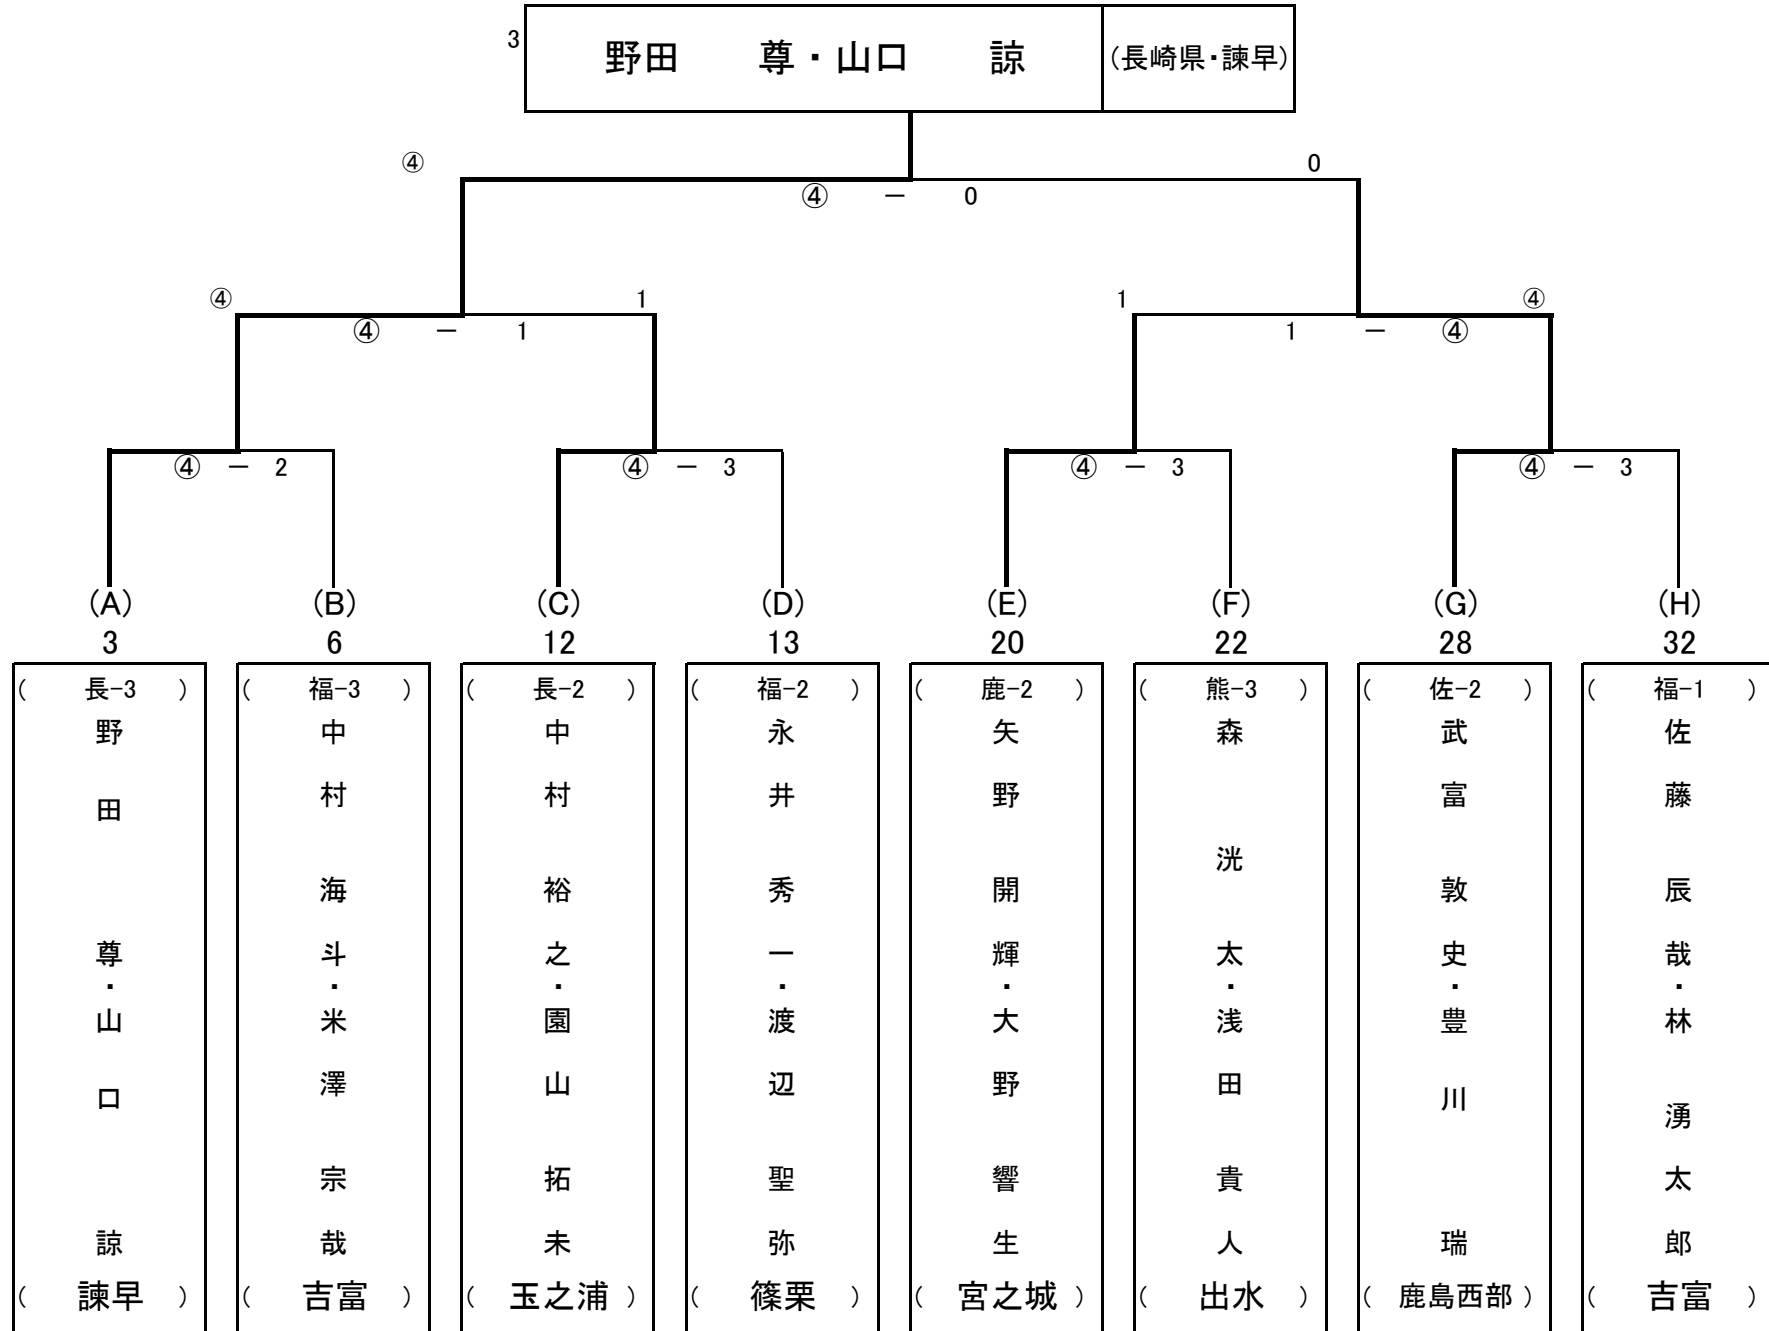 3 野田 尊・山口 諒 (長崎県・諫早)
④ 0
④ － 0
④ 1 1 ④
④ － 1 1 － ④
④ － 2 ④ － 3 ④ － 3 ④ － 3
(A) (B) (C) (D) (E) (F) (G) (H)
3 6 12 13 20 22 28 32
( 長-3 ) ( 福-3 ) ( 長-2 ) ( 福-2 ) ( 鹿-2 ) ( 熊-3 ) ( 佐-2 ) ( 福-1 )
野田 尊・山口 諒
中村 海斗・米澤 宗哉
中村 裕之・園山 拓未
永井 秀一・渡辺 聖弥
矢野 開輝・大野 響生
森 洸太・浅田 貴人
武富 敦史・豊川 瑞
佐藤 辰哉・林 湧太郎
( 諫早 ) ( 吉富 ) ( 玉之浦 ) ( 篠栗 ) ( 宮之城 ) ( 出水 ) ( 鹿島西部 ) ( 吉富 )